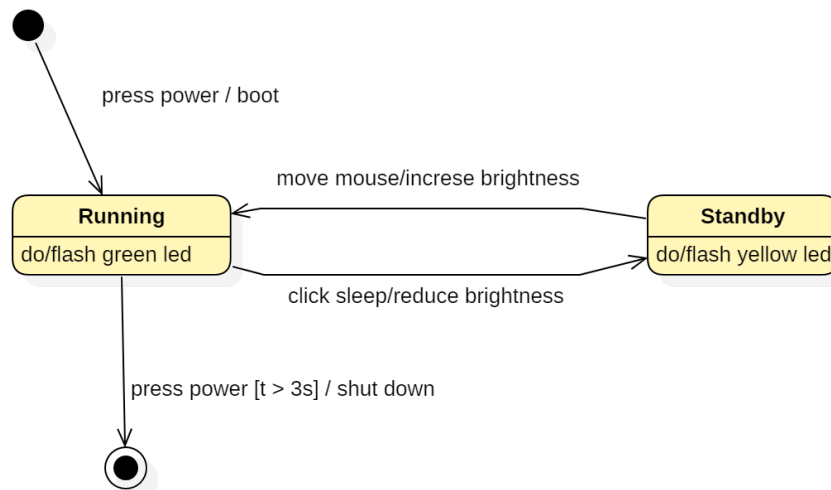 press power / boot
move mouse/increse brightness
Running
Standby
do/flash green led
do/flash yellow led
click sleep/reduce brightness
press power [t > 3s] / shut down